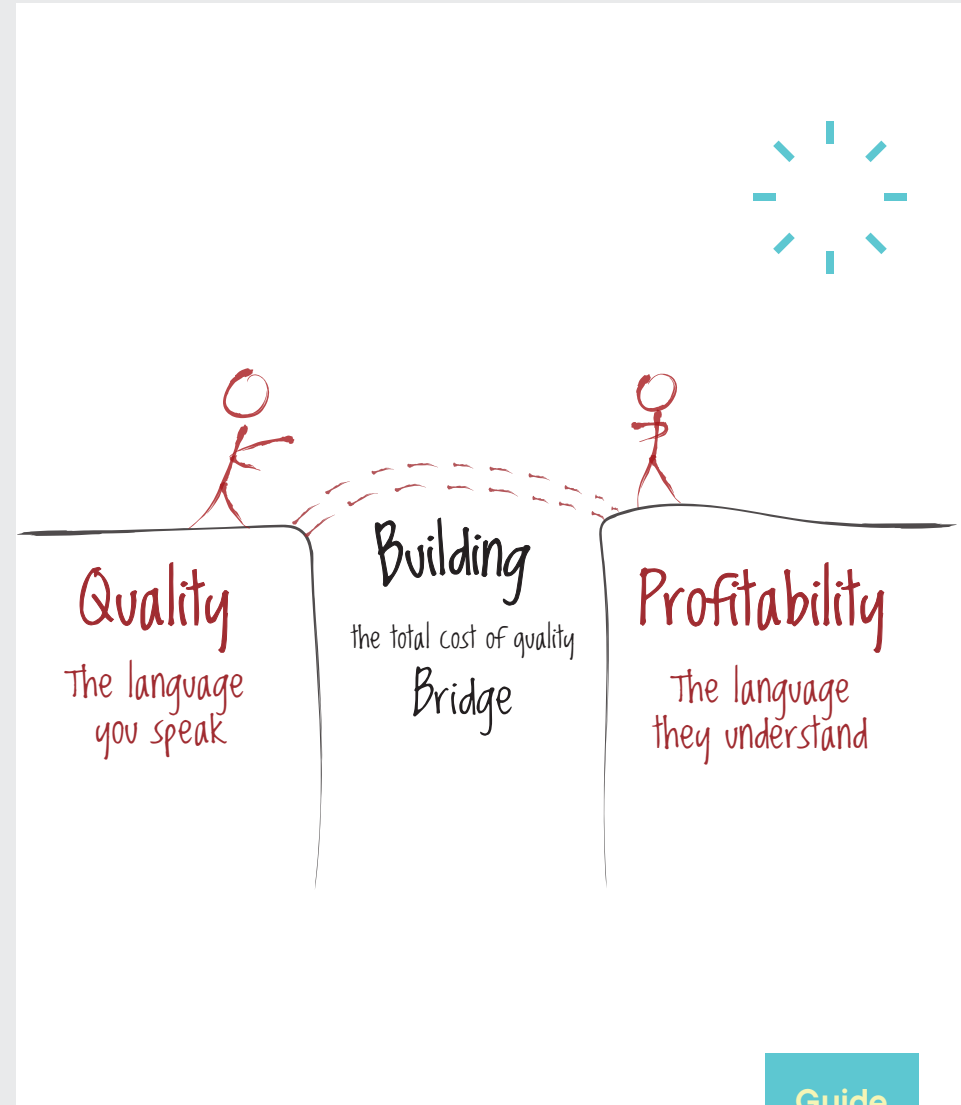 Quality
The language
you speak
Building
the total cost of quality
Bridge
Profitability
The language
they understand
Guide